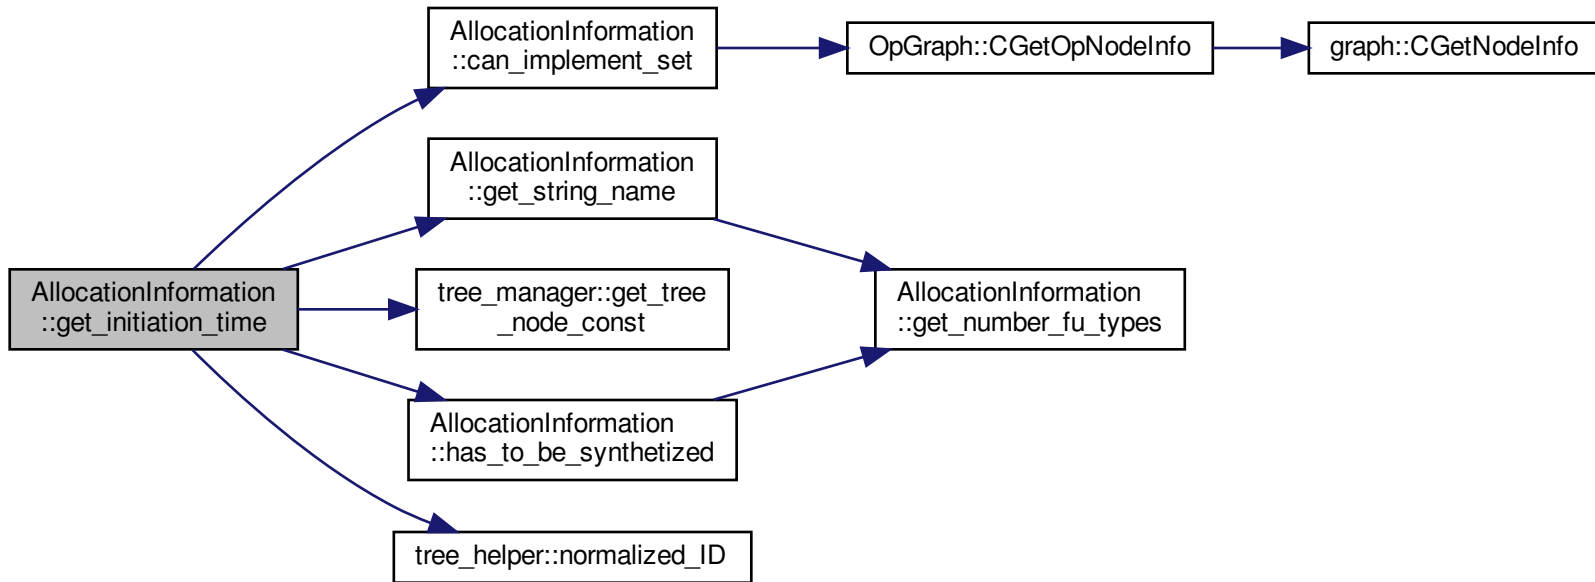 AllocationInformation
::get_initiation_time
AllocationInformation
::can_implement_set
OpGraph::CGetOpNodeInfo
graph::CGetNodeInfo
AllocationInformation
::get_string_name
AllocationInformation
::get_number_fu_types
tree_manager::get_tree
_node_const
AllocationInformation
::has_to_be_synthetized
tree_helper::normalized_ID